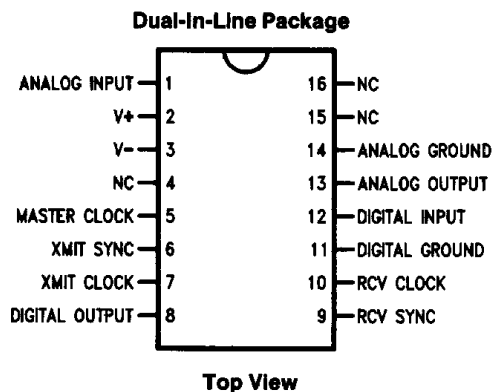 Dual-In-Line Package
ANALOG INPUT 1 16 NC
V+ 2 15 NC
V- 3 14 ANALOG GROUND
NC 4 13 ANALOG OUTPUT
MASTER CLOCK 5 12 DIGITAL INPUT
XMIT SYNC 6 11 DIGITAL GROUND
XMIT CLOCK 7 10 RCV CLOCK
DIGITAL OUTPUT 8 9 RCV SYNC
Top View